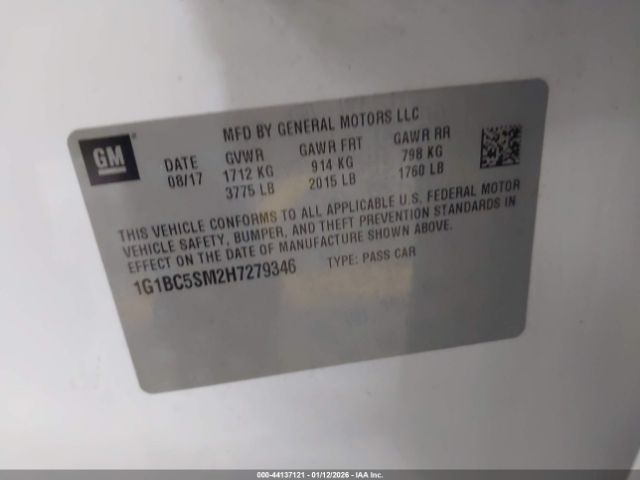 MFD BY GENERAL MOTORS LLC
GM
DATE GVWR GAWR FRT GAWR RR
08/17 1712 KG 914 KG 798 KG
3775 LB 2015 LB 1760 LB
THIS VEHICLE CONFORMS TO ALL APPLICABLE U.S. FEDERAL MOTOR
VEHICLE SAFETY, BUMPER, AND THEFT PREVENTION STANDARDS IN
EFFECT ON THE DATE OF MANUFACTURE SHOWN ABOVE.
1G1BC5SM2H7279346 TYPE: PASS CAR
000-44137121 - 01/12/2026 - IAA Inc.